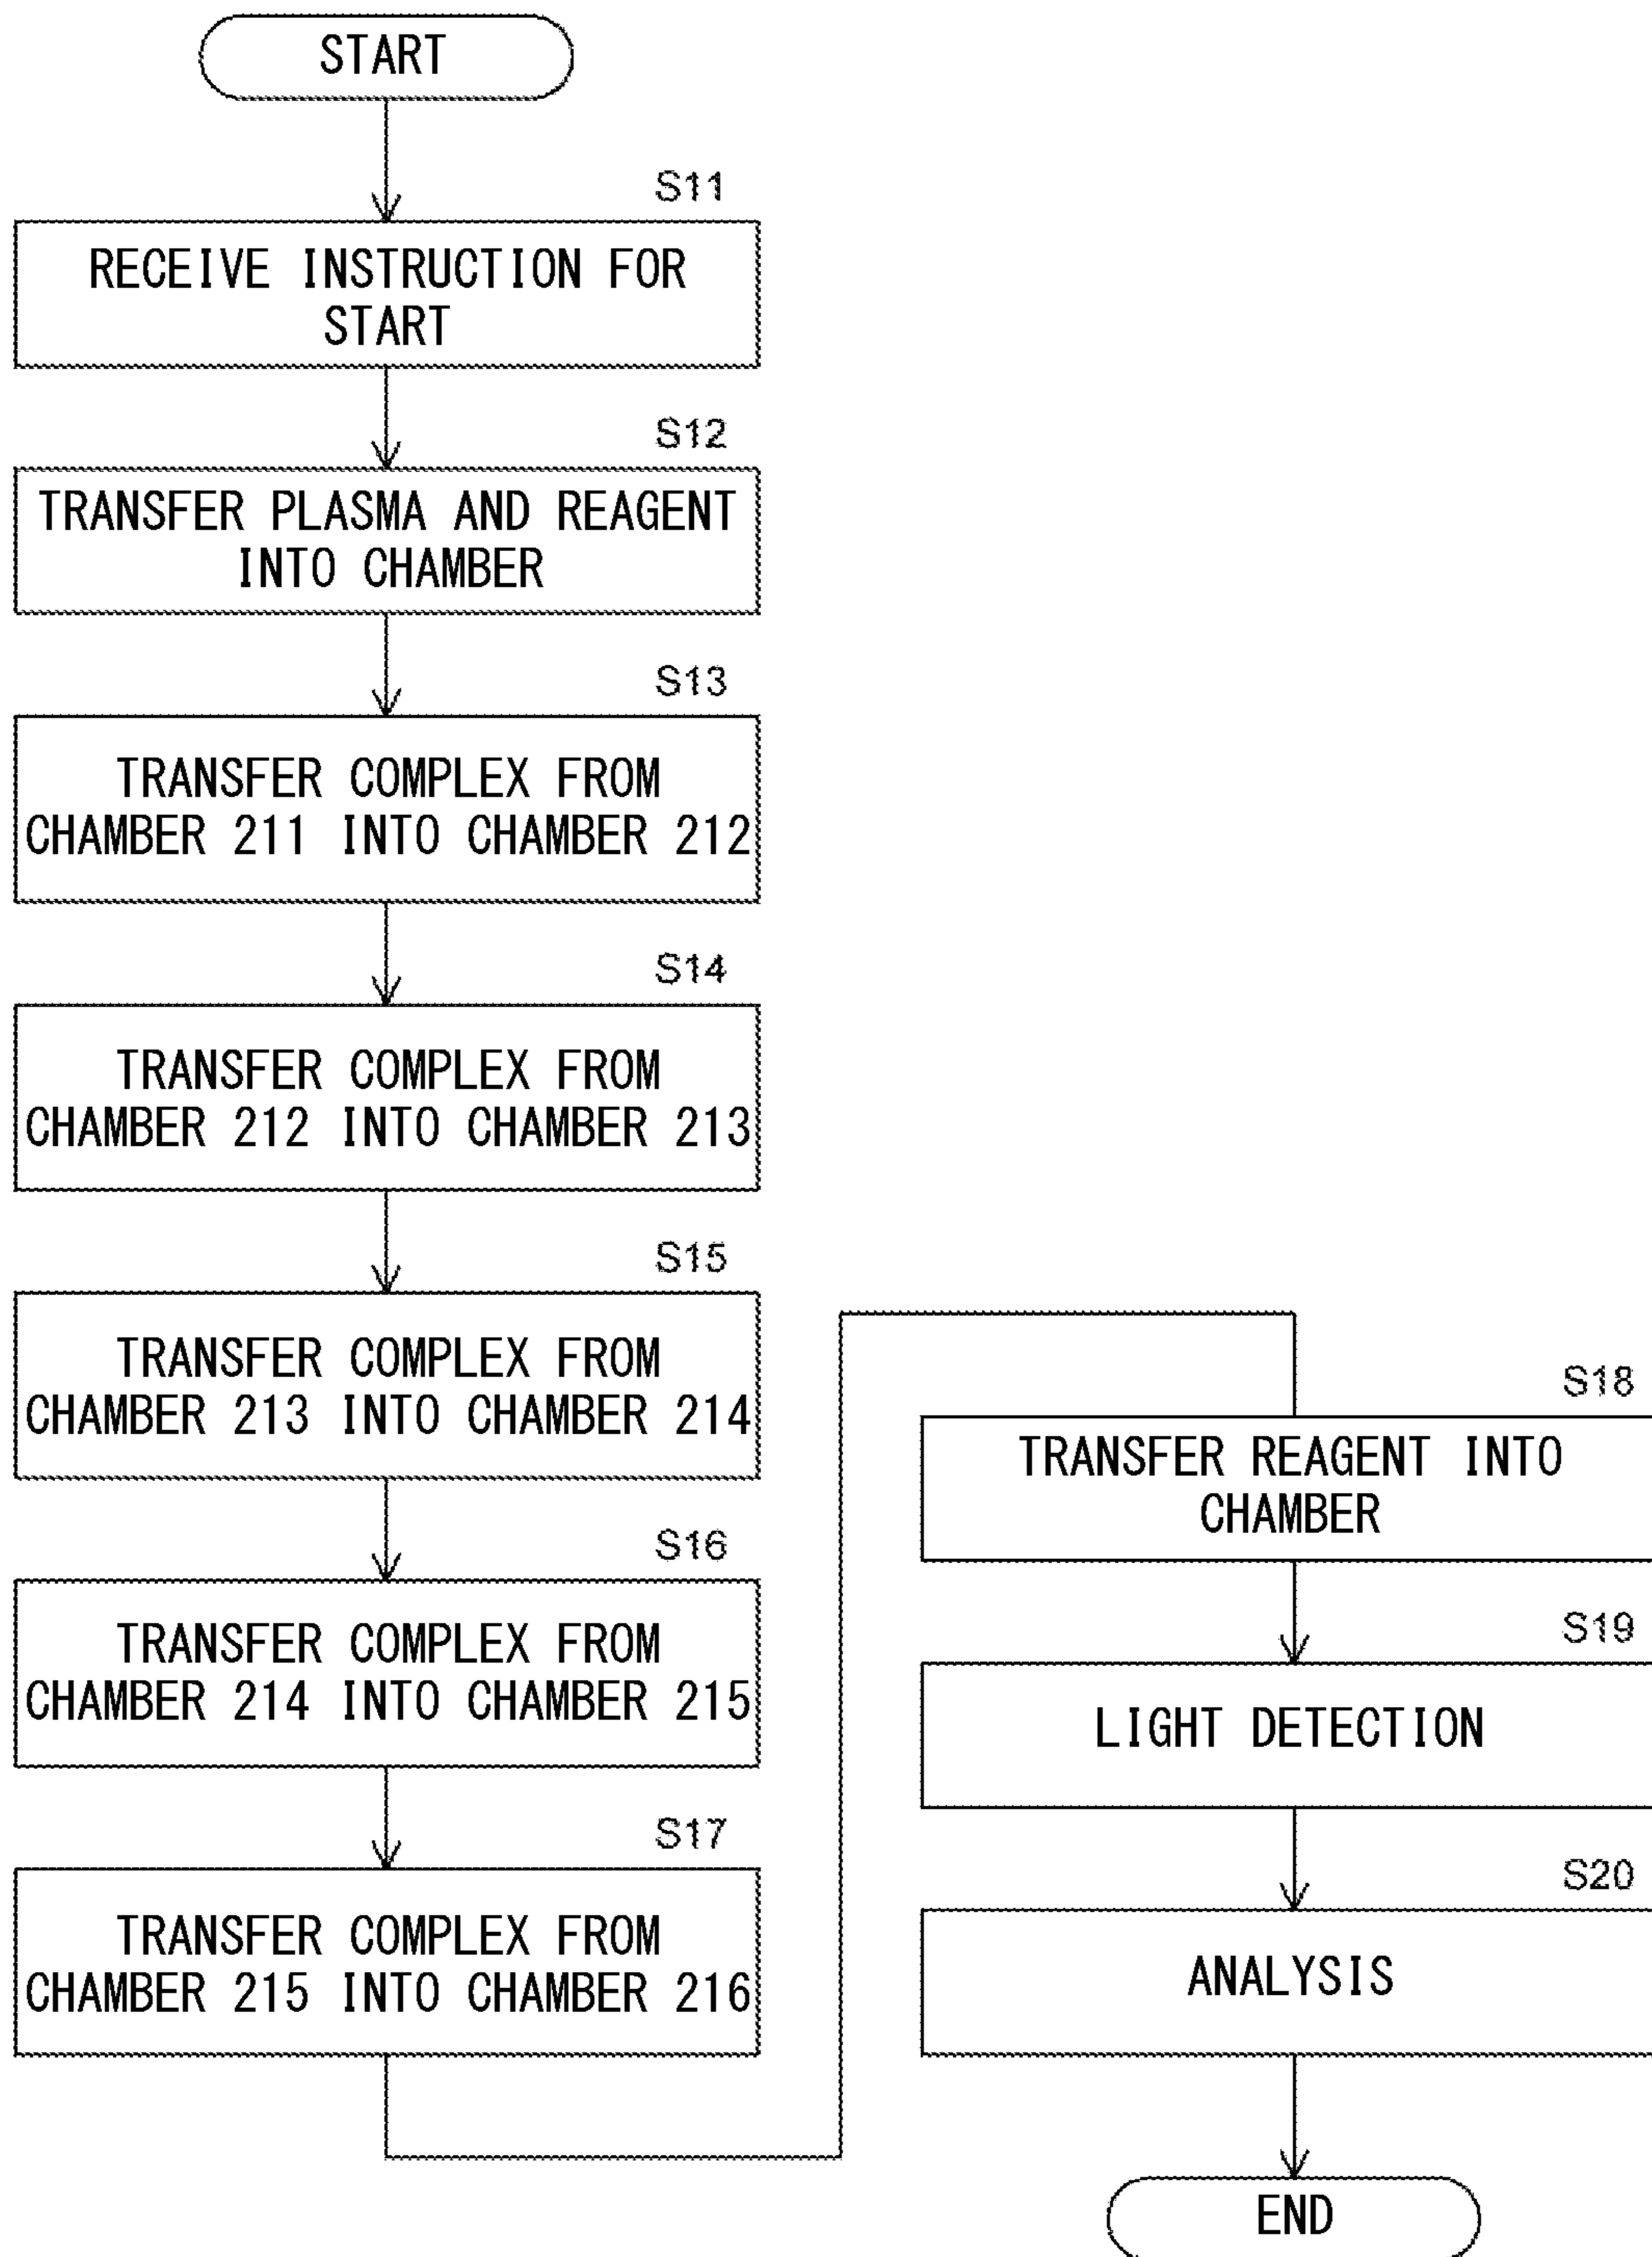 START
S11
RECEIVE INSTRUCTION FOR
START
S12
TRANSFER PLASMA AND REAGENT
INTO CHAMBER
S13
TRANSFER COMPLEX FROM
CHAMBER 211 INTO CHAMBER 212
S14
TRANSFER COMPLEX FROM
CHAMBER 212 INTO CHAMBER 213
S15
TRANSFER COMPLEX FROM
CHAMBER 213 INTO CHAMBER 214
S16
TRANSFER COMPLEX FROM
CHAMBER 214 INTO CHAMBER 215
S17
TRANSFER COMPLEX FROM
CHAMBER 215 INTO CHAMBER 216
S18
TRANSFER REAGENT INTO
CHAMBER
S19
LIGHT DETECTION
S20
ANALYSIS
END